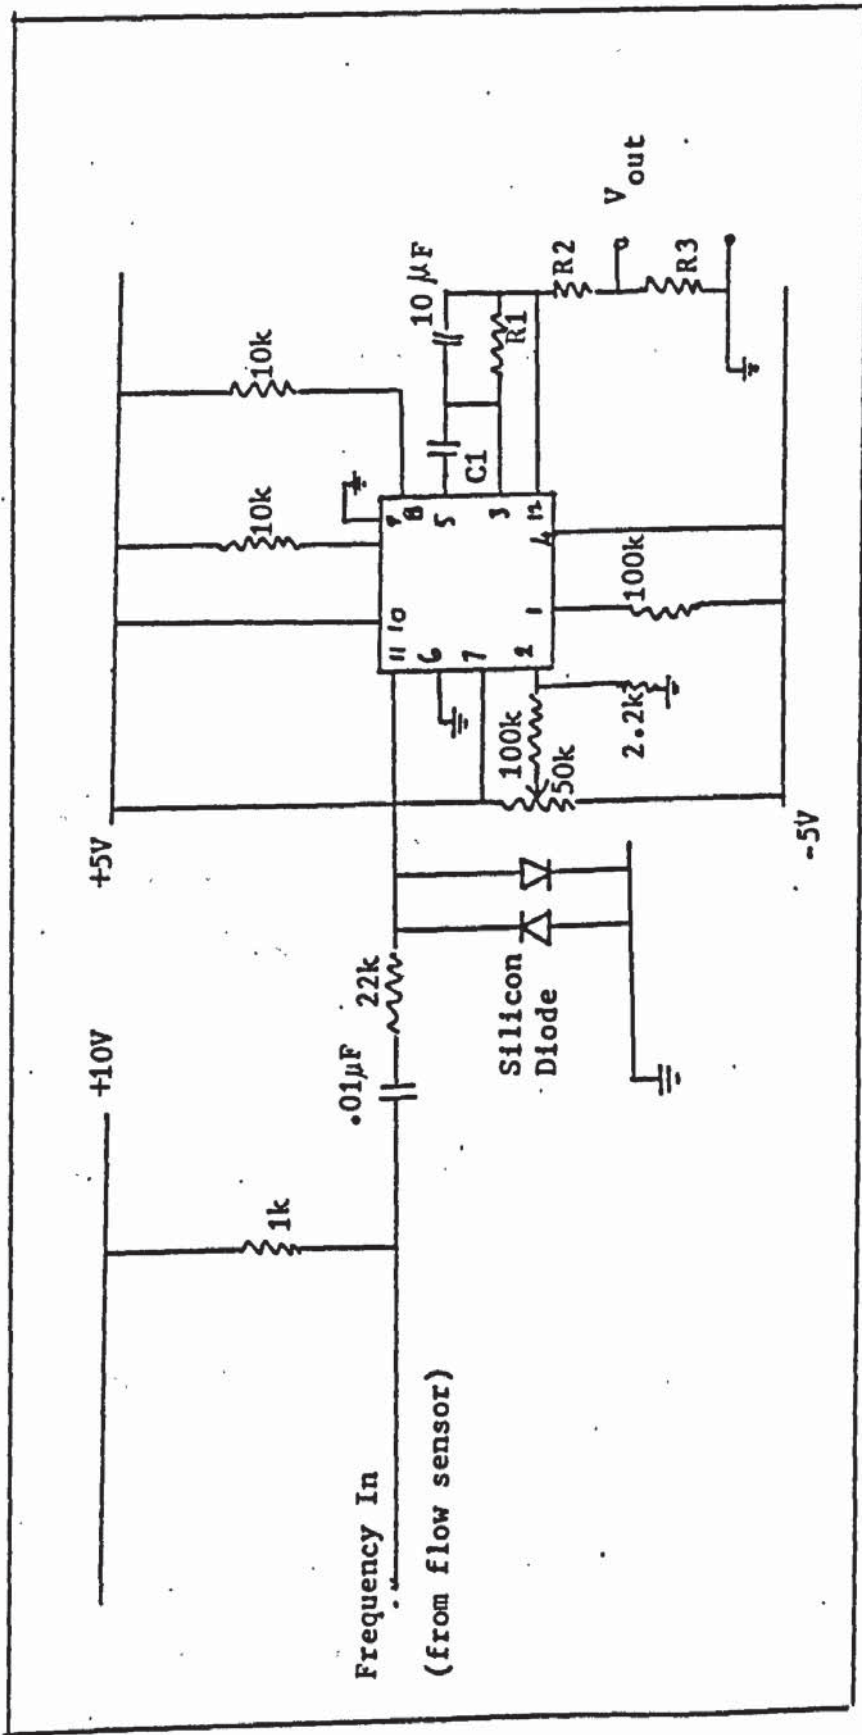 +10V
+5V
1k
10k
10k
Frequency In
(from flow sensor)
.01μF
22k
Silicon
Diode
11
10
9
8
6
5
7
3
2
1
4
12
C1
10 μF
R1
R2
V out
R3
100k
50k
2.2k
100k
-5V